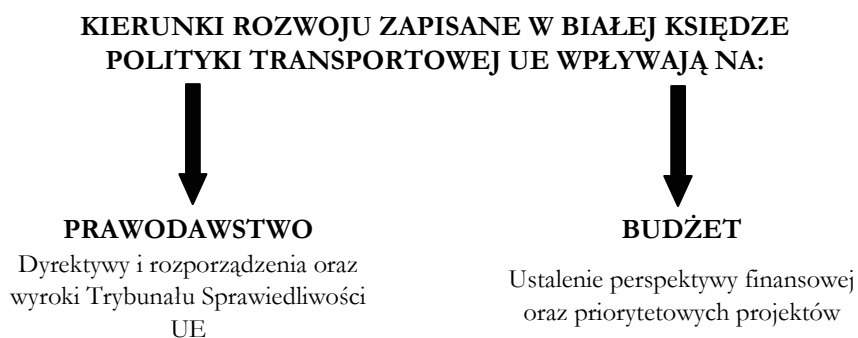 KIERUNKI ROZWOJU ZAPISANE W BIAŁEJ KSIĘDZE
POLITYKI TRANSPORTOWEJ UE WPŁYWAJĄ NA:
PRAWODAWSTWO
Dyrektywy i rozporządzenia oraz
wyroki Trybunału Sprawiedliwości
UE
BUDŻET
Ustalenie perspektywy finansowej
oraz priorytetowych projektów